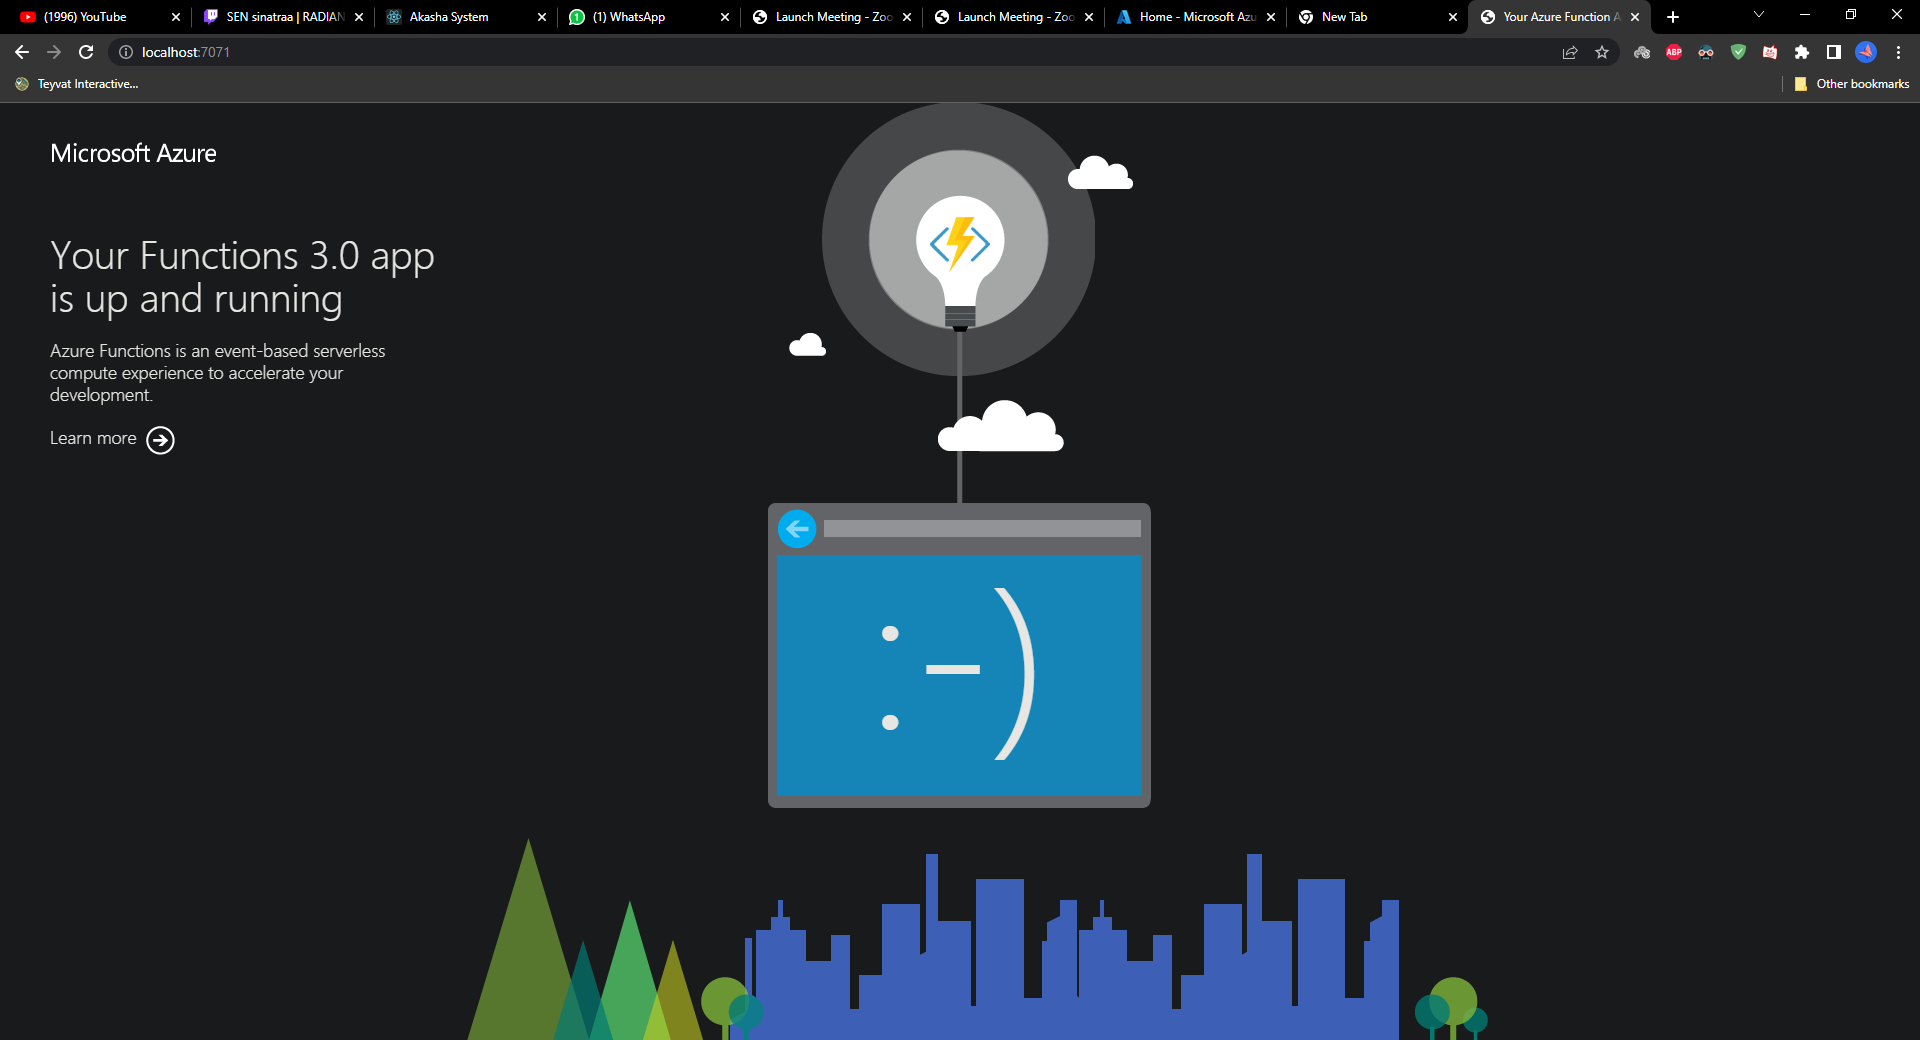 (1996) YouTube
SEN sinatraa | RADIAN
Akasha System
(1) WhatsApp
Launch Meeting - Zoo
Launch Meeting - Zoo
Home - Microsoft Azu
New Tab
Your Azure Function A
localhost:7071
ABP
Teyvat Interactive...
Other bookmarks
Microsoft Azure
Your Functions 3.0 app
is up and running
Azure Functions is an event-based serverless
compute experience to accelerate your
development.
Learn more
:-)